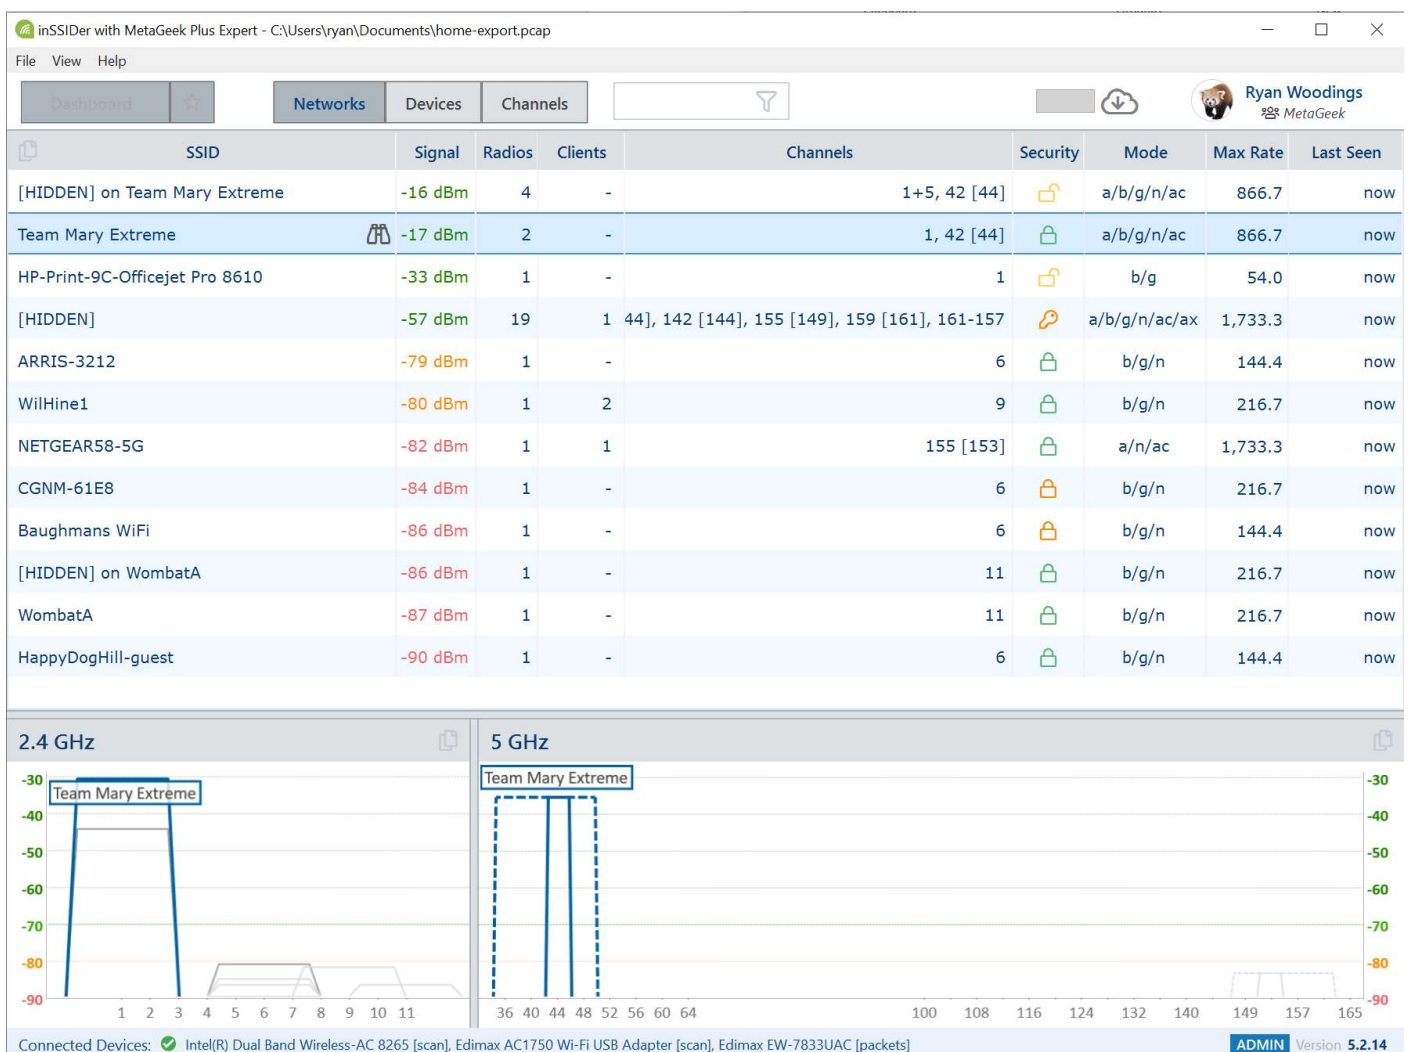 inSSIDer with MetaGeek Plus Expert - C:\Users\ryan\Documents\home-export.pcap
File View Help
Dashboard Networks Devices Channels Ryan Woodings
MetaGeek
SSID Signal Radios Clients Channels Security Mode Max Rate Last Seen
[HIDDEN] on Team Mary Extreme -16 dBm 4 - 1+5, 42 [44] a/b/g/n/ac 866.7 now
Team Mary Extreme -17 dBm 2 - 1, 42 [44] a/b/g/n/ac 866.7 now
HP-Print-9C-Officejet Pro 8610 -33 dBm 1 - 1 b/g 54.0 now
[HIDDEN] -57 dBm 19 1 44], 142 [144], 155 [149], 159 [161], 161-157 a/b/g/n/ac/ax 1,733.3 now
ARRIS-3212 -79 dBm 1 - 6 b/g/n 144.4 now
WilHine1 -80 dBm 1 2 9 b/g/n 216.7 now
NETGEAR58-5G -82 dBm 1 1 155 [153] a/n/ac 1,733.3 now
CGNM-61E8 -84 dBm 1 - 6 b/g/n 216.7 now
Baughmans WiFi -86 dBm 1 - 6 b/g/n 144.4 now
[HIDDEN] on WombatA -86 dBm 1 - 11 b/g/n 216.7 now
WombatA -87 dBm 1 - 11 b/g/n 216.7 now
HappyDogHill-guest -90 dBm 1 - 6 b/g/n 144.4 now
2.4 GHz
-30
Team Mary Extreme
-40
-50
-60
-70
-80
-90
1 2 3 4 5 6 7 8 9 10 11
5 GHz
Team Mary Extreme
-30
-40
-50
-60
-70
-80
-90
36 40 44 48 52 56 60 64 100 108 116 124 132 140 149 157 165
Connected Devices: Intel(R) Dual Band Wireless-AC 8265 [scan], Edimax AC1750 Wi-Fi USB Adapter [scan], Edimax EW-7833UAC [packets] ADMIN Version 5.2.14